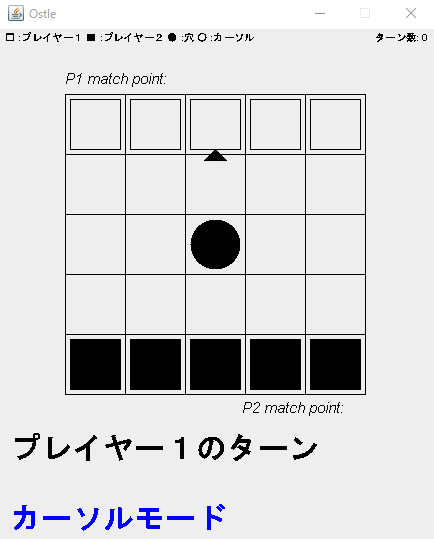 Ostle
□ :プレイヤー１ ■ :プレイヤー２ ● :穴 〇 :カーソル ターン数: 0
P1 match point:
P2 match point:
プレイヤー１のターン
カーソルモード